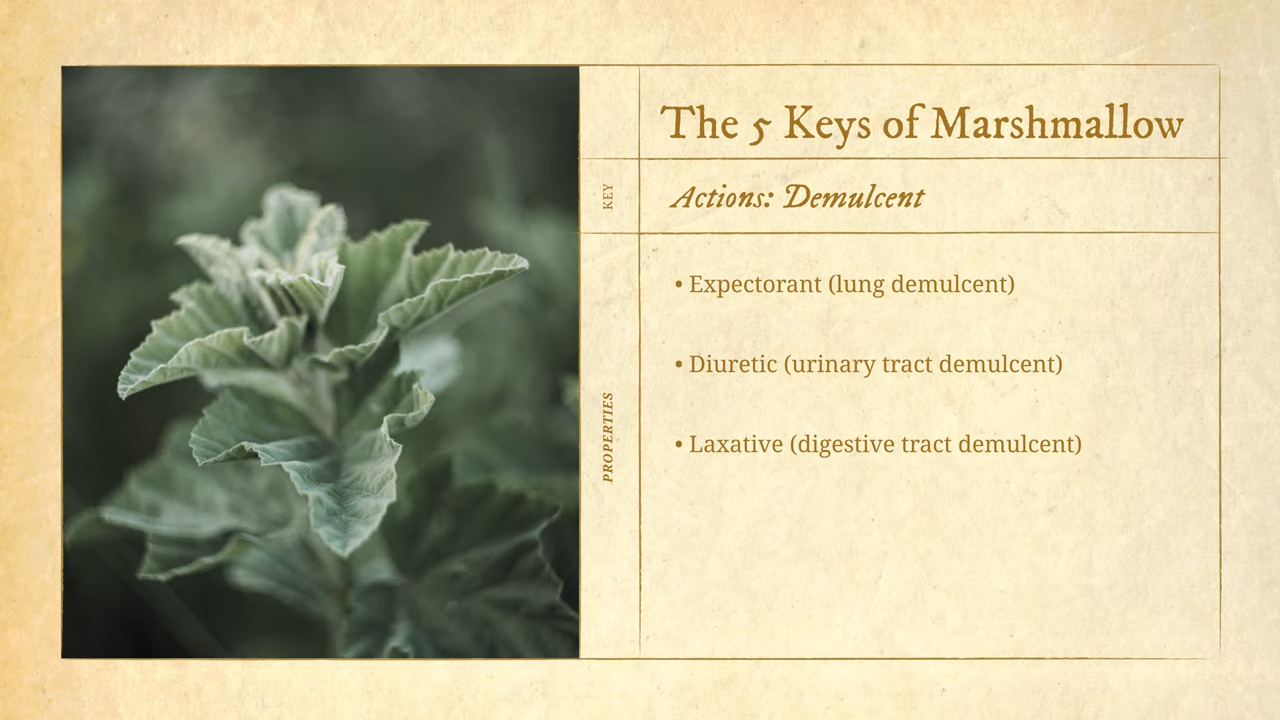 The 5 Keys of Marshmallow
KEY
Actions: Demulcent
PROPERTIES
• Expectorant (lung demulcent)
• Diuretic (urinary tract demulcent)
• Laxative (digestive tract demulcent)